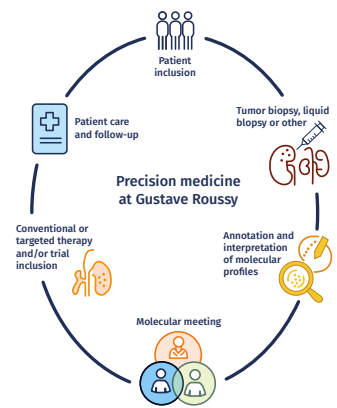 Patient
inclusion
Tumor biopsy, liquid
biopsy or other
Patient care
and follow-up
Precision medicine
at Gustave Roussy
Annotation and
interpretation
of molecular
profiles
Conventional or
targeted therapy
and/or trial
inclusion
Molecular meeting